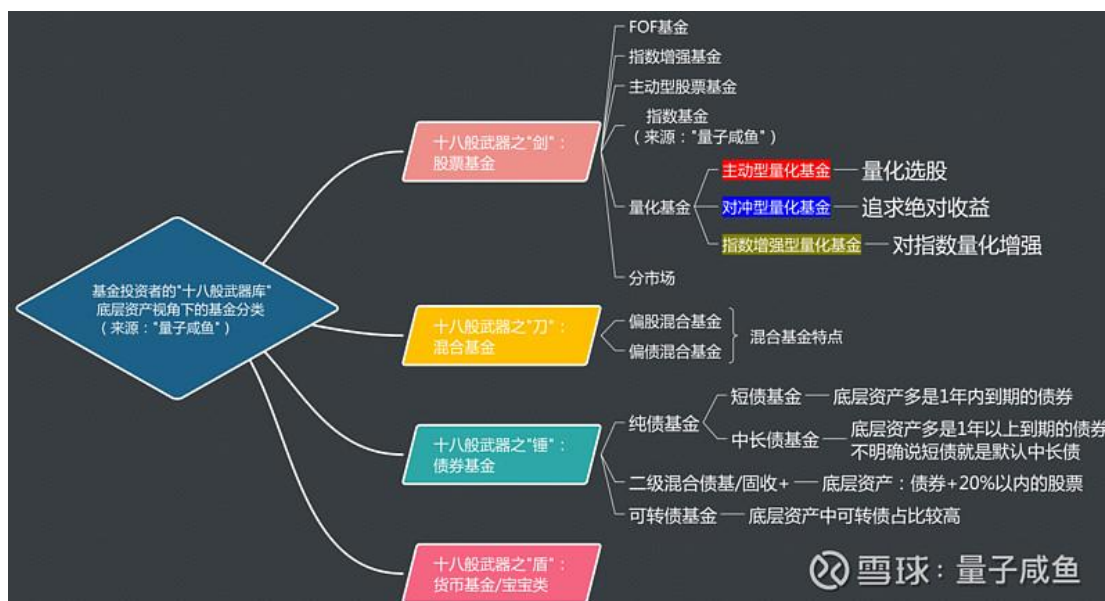 基金投资者的"十八般武器库"
底层资产视角下的基金分类
(来源："量子咸鱼")
十八般武器之"剑"：
股票基金
FOF基金
指数增强基金
主动型股票基金
指数基金
(来源："量子咸鱼")
量化基金
主动型量化基金
量化选股
对冲型量化基金
追求绝对收益
指数增强型量化基金
对指数量化增强
分市场
十八般武器之"刀"：
混合基金
偏股混合基金
偏债混合基金
混合基金特点
十八般武器之"锤"：
债券基金
纯债基金
短债基金
底层资产多是1年内到期的债券
中长债基金
底层资产多是1年以上到期的债券
不明确说短债就是默认中长债
二级混合债基/固收+
底层资产：债券+20%以内的股票
可转债基金
底层资产中可转债占比较高
十八般武器之"盾"：
货币基金/宝宝类
雪球：量子咸鱼